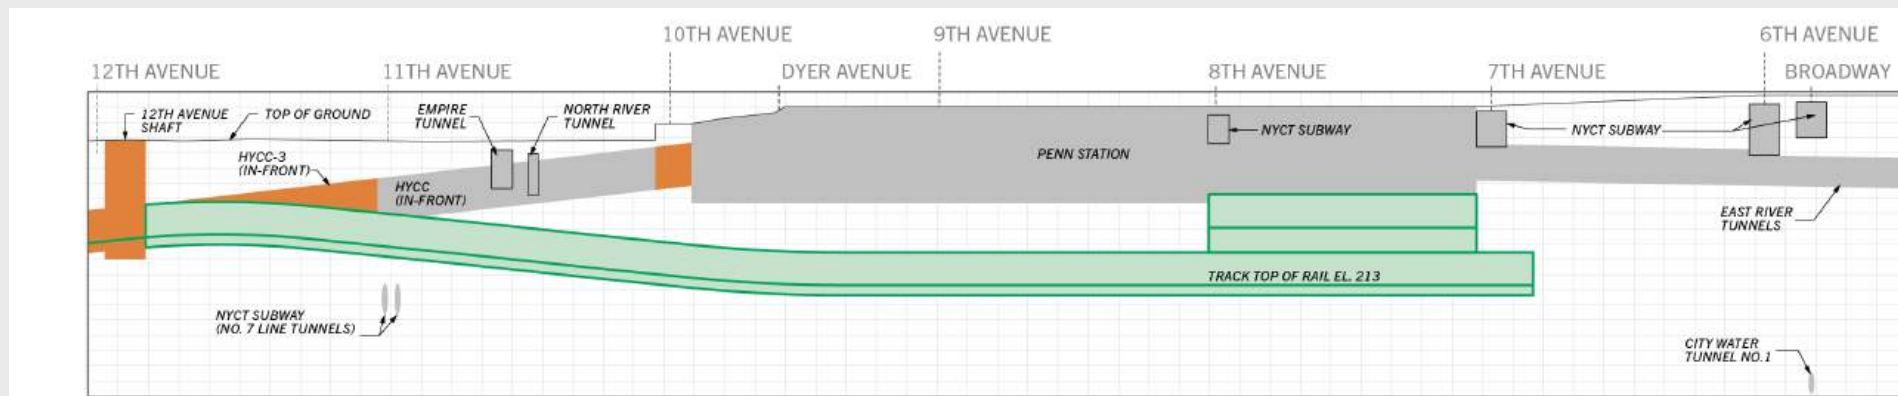 10TH AVENUE
9TH AVENUE
6TH AVENUE
12TH AVENUE
11TH AVENUE
DYER AVENUE
8TH AVENUE
7TH AVENUE
BROADWAY
12TH AVENUE
SHAFT
TOP OF GROUND
EMPIRE
TUNNEL
NORTH RIVER
TUNNEL
NYCT SUBWAY
NYCT SUBWAY
HYCC-3
(IN-FRONT)
PENN STATION
HYCC
(IN-FRONT)
EAST RIVER
TUNNELS
TRACK TOP OF RAIL EL. 213
NYCT SUBWAY
(NO. 7 LINE TUNNELS)
CITY WATER
TUNNEL NO.1